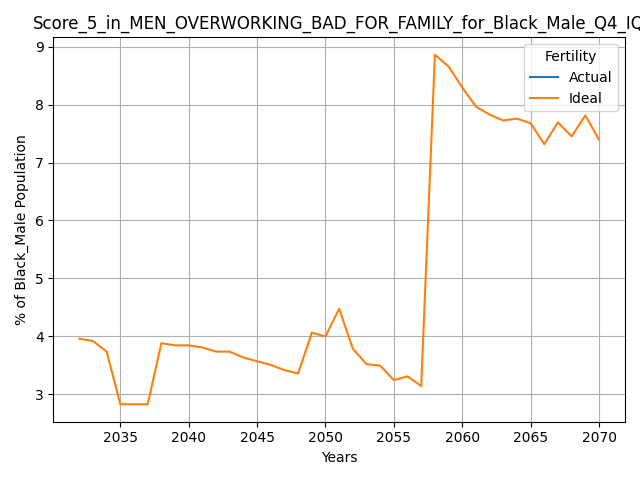 Score_5_in_MEN_OVERWORKING_BAD_FOR_FAMILY_for_Black_Male_Q4_IQ
Fertility
Actual
Ideal
% of Black_Male Population
9
8
7
6
5
4
3
2035 2040 2045 2050 2055 2060 2065 2070
Years